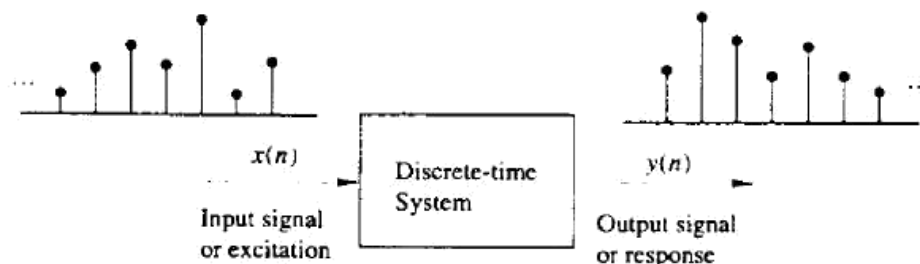 ...
...
x(n)
Discrete-time
System
y(n)
Input signal
or excitation
Output signal
or response